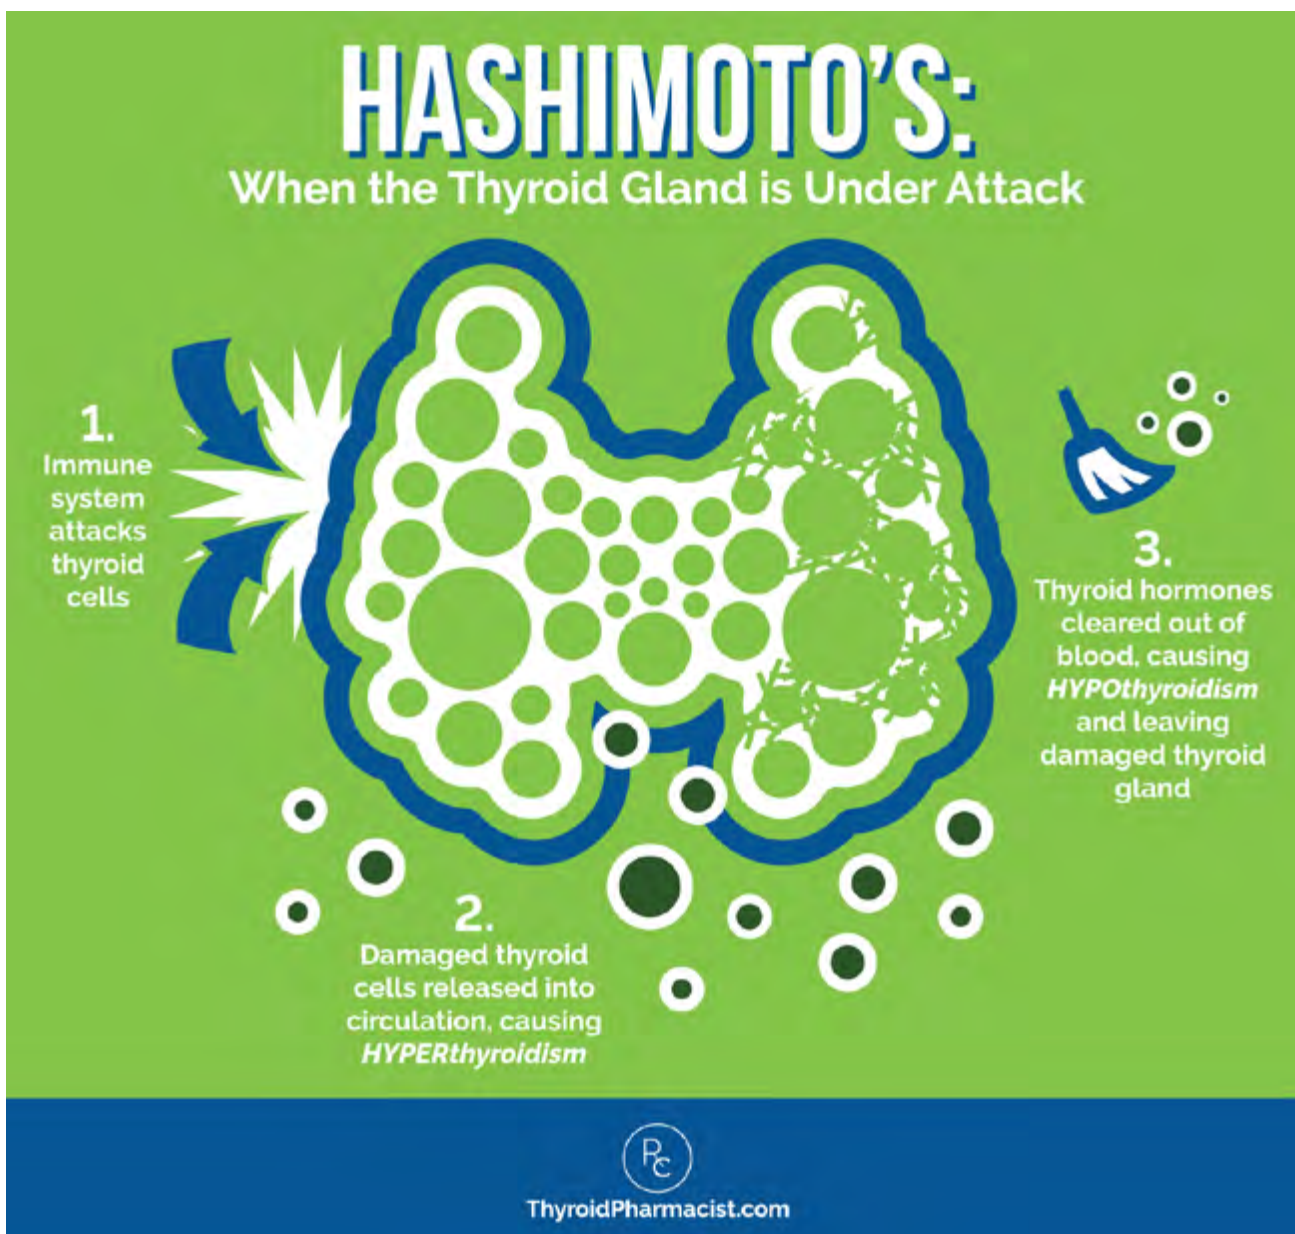 HASHIMOTO'S:
When the Thyroid Gland is Under Attack
1.
Immune
system
attacks
thyroid
cells
2.
Damaged thyroid
cells released into
circulation, causing
HYPERthyroidism
3.
Thyroid hormones
cleared out of
blood, causing
HYPOthyroidism
and leaving
damaged thyroid
gland
PC
ThyroidPharmacist.com